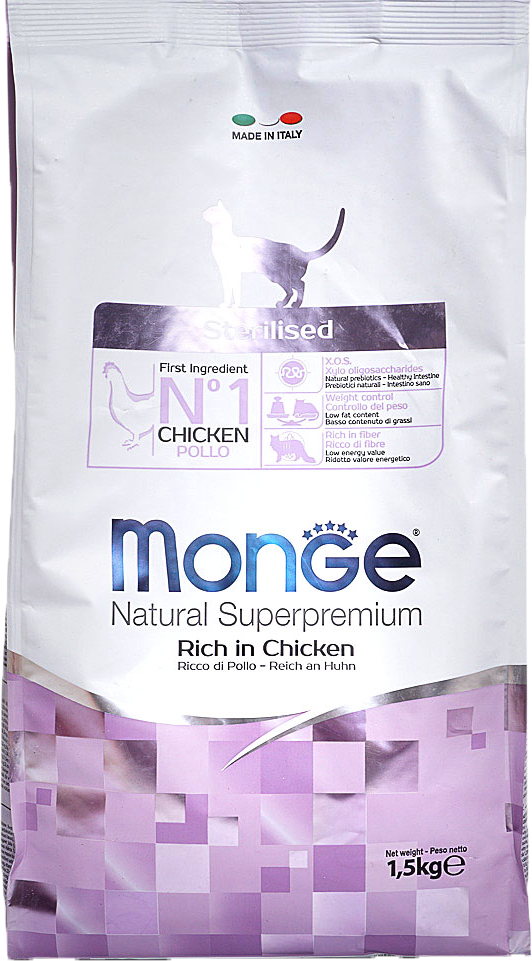 MADE IN ITALY
Sterilised
First Ingredient
N°1
CHICKEN
POLLO
X.O.S.
Xylo oligosaccharides
Natural prebiotics - Healthy intestine
Prebiotici naturali - Intestino sano
Weight control
Controllo del peso
Low fat content
Basso contenuto di grassi
Rich in fiber
Ricco di fibre
Low energy value
Ridotto valore energetico
monGe®
Natural Superpremium
Rich in Chicken
Ricco di Pollo - Reich an Huhn
Net weight - Peso netto
1,5kg℮